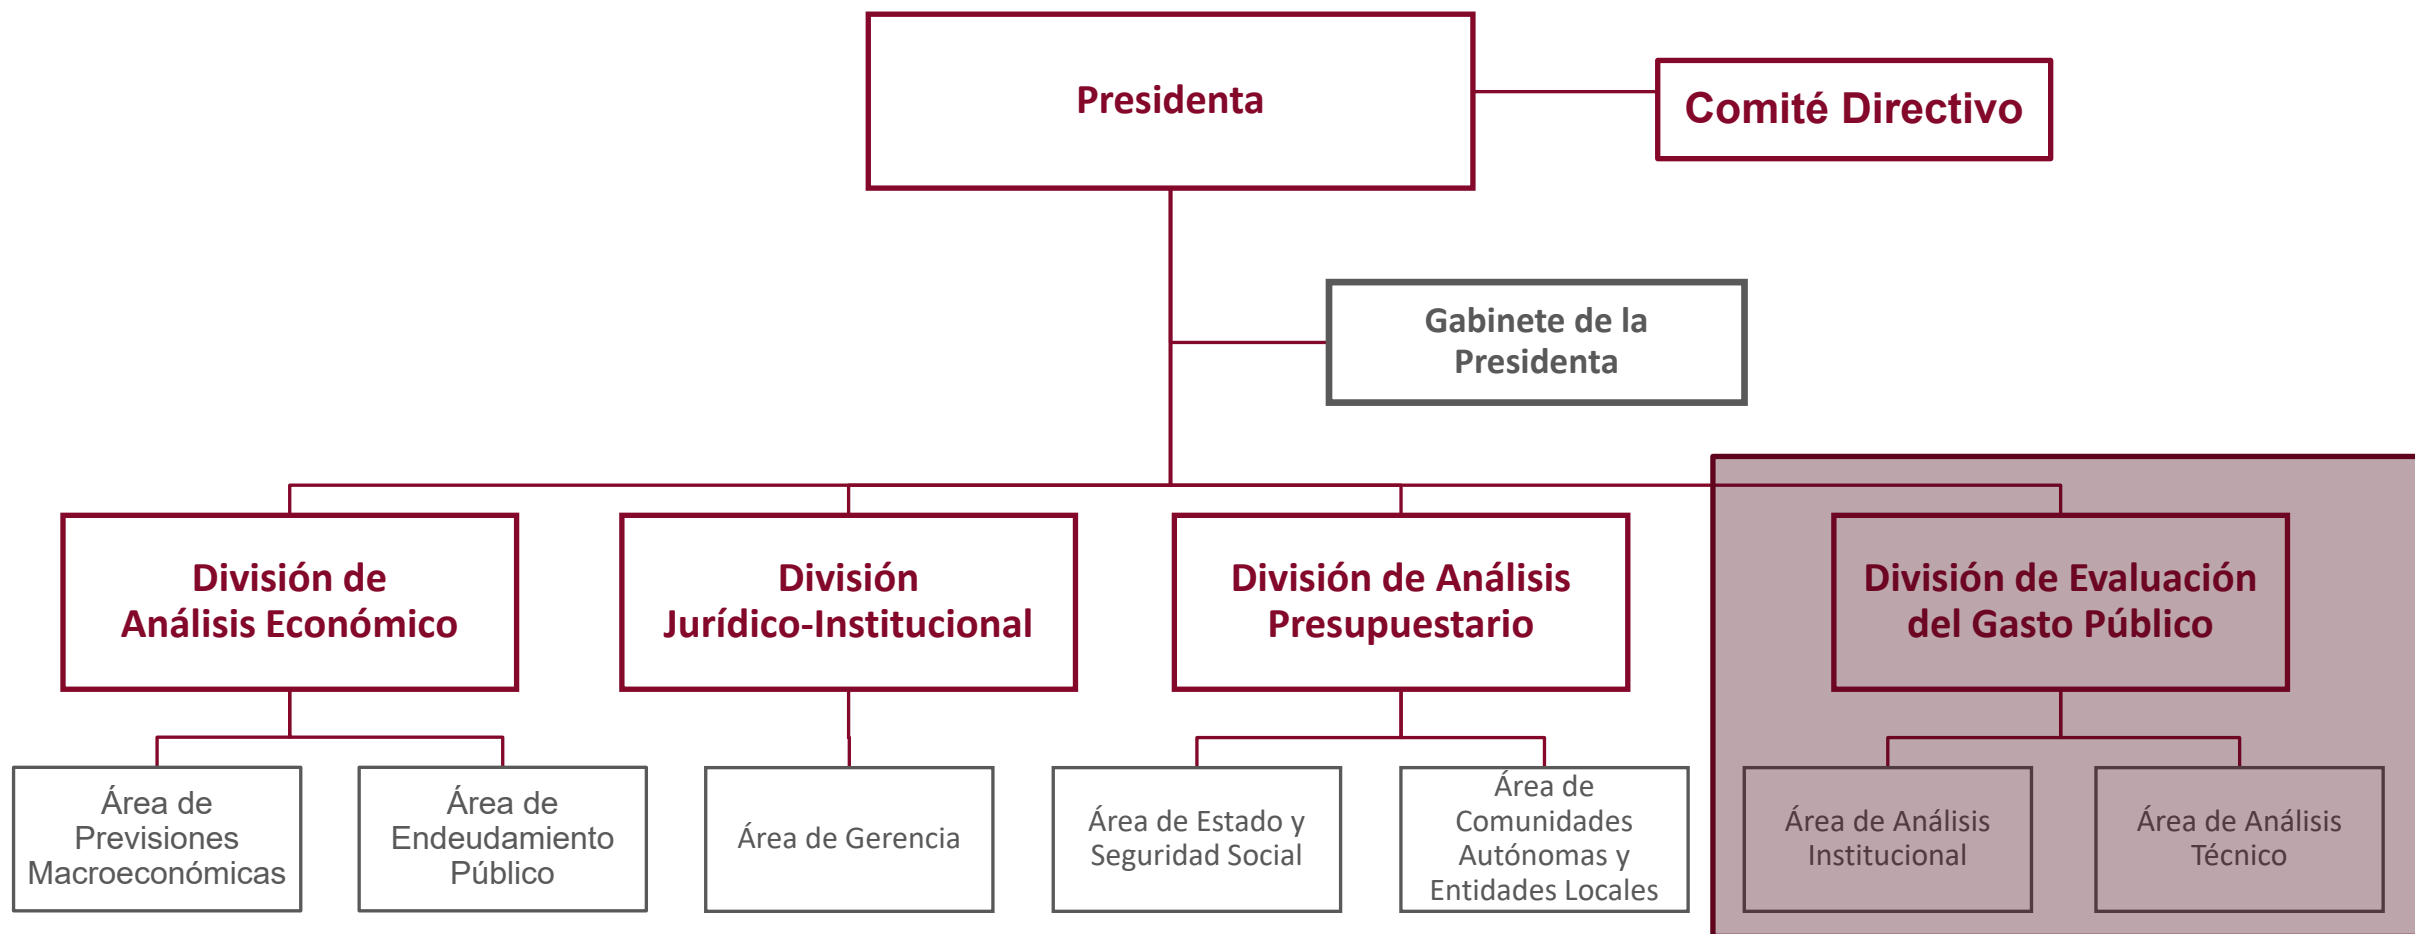 Presidenta
Comité Directivo
Gabinete de la
Presidenta
División de
Análisis Económico
División
Jurídico-Institucional
División de Análisis
Presupuestario
División de Evaluación
del Gasto Público
Área de
Previsiones
Macroeconómicas
Área de
Endeudamiento
Público
Área de Gerencia
Área de Estado y
Seguridad Social
Área de
Comunidades
Autónomas y
Entidades Locales
Área de Análisis
Institucional
Área de Análisis
Técnico